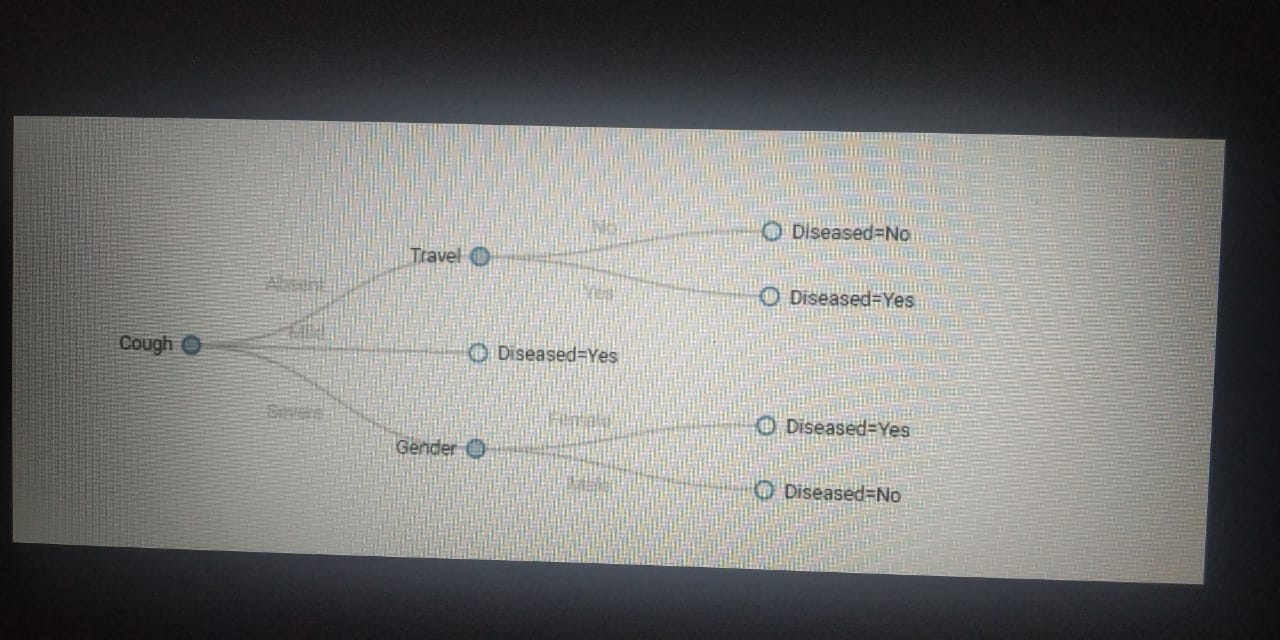 No
Diseased=No
Travel
Absent
Yes
Diseased=Yes
Mild
Cough
Diseased=Yes
Severe
Female
Diseased=Yes
Gender
Male
Diseased=No